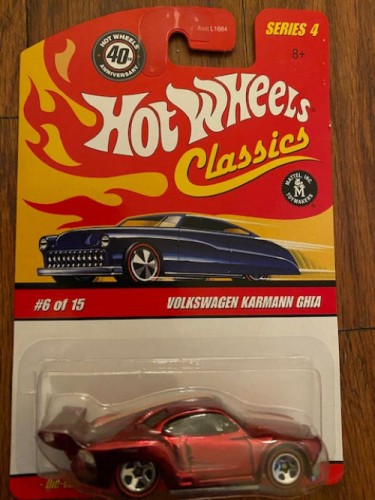 Asst L1664
SERIES 4
8+
HOT WHEELS
40th
ANNIVERSARY
HOT WHEELS
Classics
MATTEL, INC.
TOYMAKERS
#6 of 15
VOLKSWAGEN KARMANN GHIA